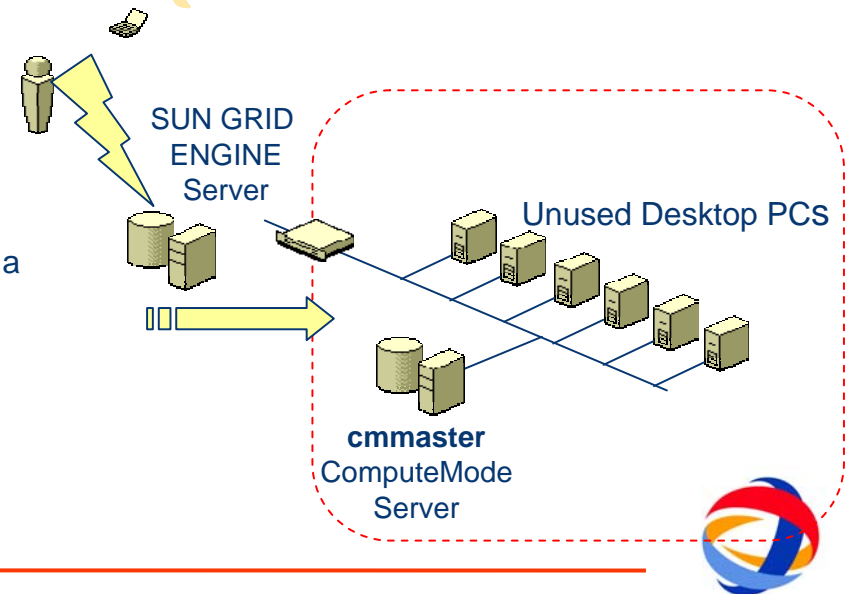 SUN GRID
ENGINE
Server
Unused Desktop PCs
a
cmmaster
ComputeMode
Server